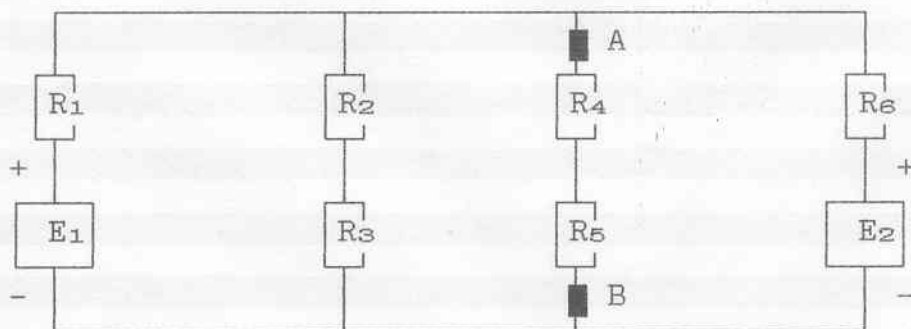 A
R1 R2 R4 R6
+ +
E1 R3 R5 E2
- B -